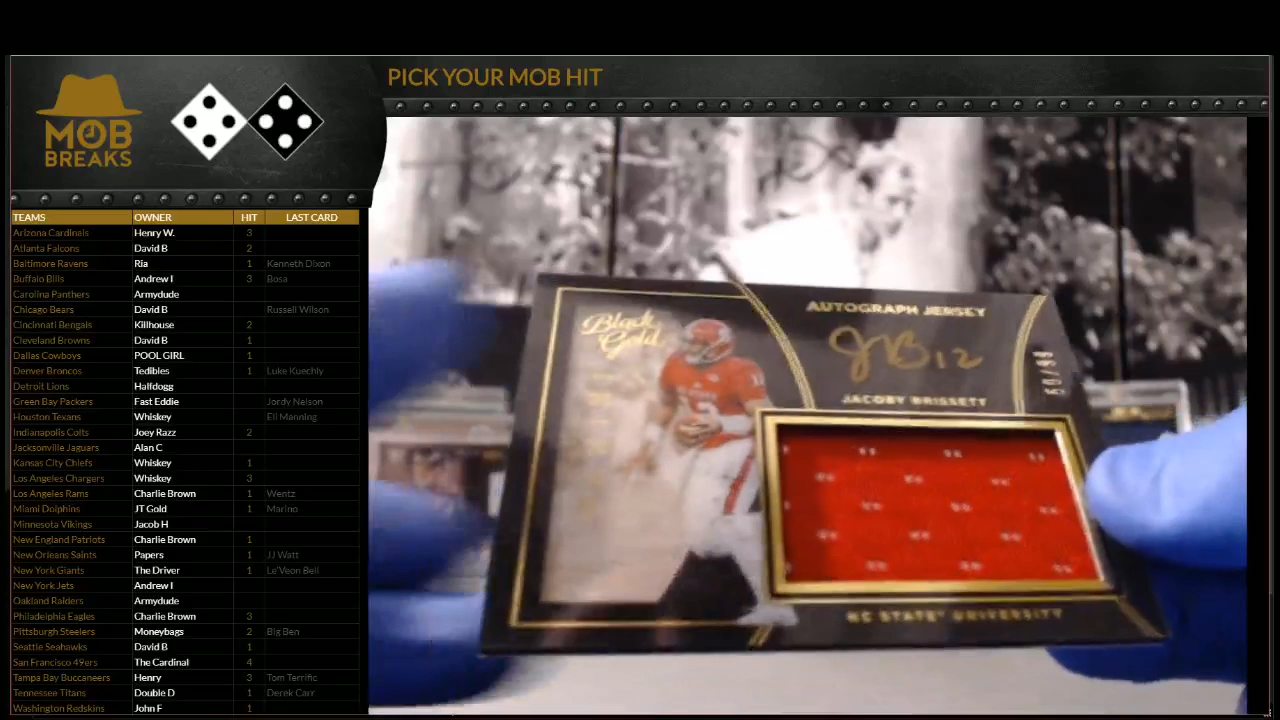 MOB
BREAKS
PICK YOUR MOB HIT
TEAMS OWNER HIT LAST CARD
Arizona Cardinals Henry W. 3
Atlanta Falcons David B 2
Baltimore Ravens Ria 1 Kenneth Dixon
Buffalo Bills Andrew I 3 Bosa
Carolina Panthers Armydude
Chicago Bears David B Russell Wilson
Cincinnati Bengals Killhouse 2
Cleveland Browns David B 1
Dallas Cowboys POOL GIRL 1
Denver Broncos Tedibles 1 Luke Kuechly
Detroit Lions Halfdogg
Green Bay Packers Fast Eddie Jordy Nelson
Houston Texans Whiskey Eli Manning
Indianapolis Colts Joey Razz 2
Jacksonville Jaguars Alan C
Kansas City Chiefs Whiskey 1
Los Angeles Chargers Whiskey 3
Los Angeles Rams Charlie Brown 1 Wentz
Miami Dolphins JT Gold 1 Marino
Minnesota Vikings Jacob H
New England Patriots Charlie Brown 1
New Orleans Saints Papers 1 JJ Watt
New York Giants The Driver 1 Le'Veon Bell
New York Jets Andrew I
Oakland Raiders Armydude
Philadelphia Eagles Charlie Brown 3
Pittsburgh Steelers Moneybags 2 Big Ben
Seattle Seahawks David B 1
San Francisco 49ers The Cardinal 4
Tampa Bay Buccaneers Henry 3 Tom Terrific
Tennessee Titans Double D 1 Derek Carr
Washington Redskins John F 1
Black
Gold
AUTOGRAPH JERSEY
JB 12
JACOBY BRISSETT
NC STATE UNIVERSITY